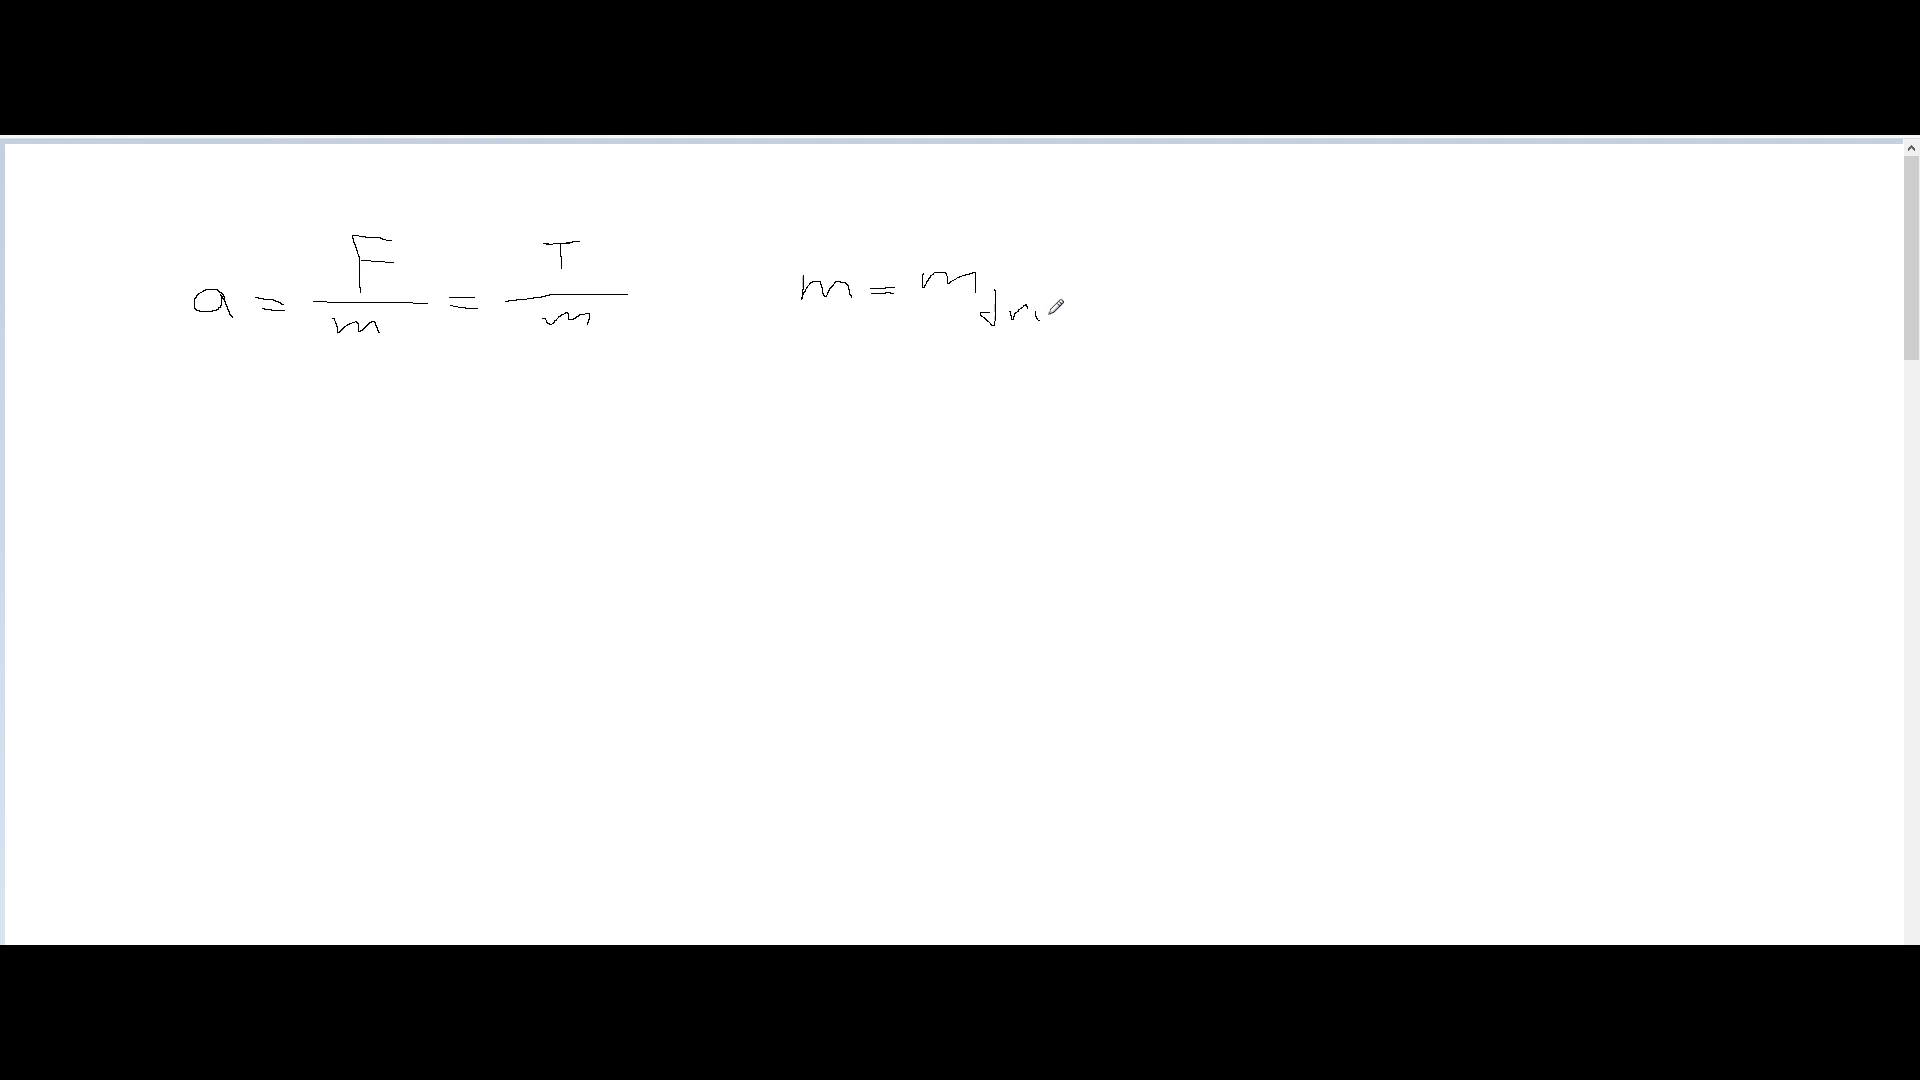 a = F/m = T/m    m = m_dri